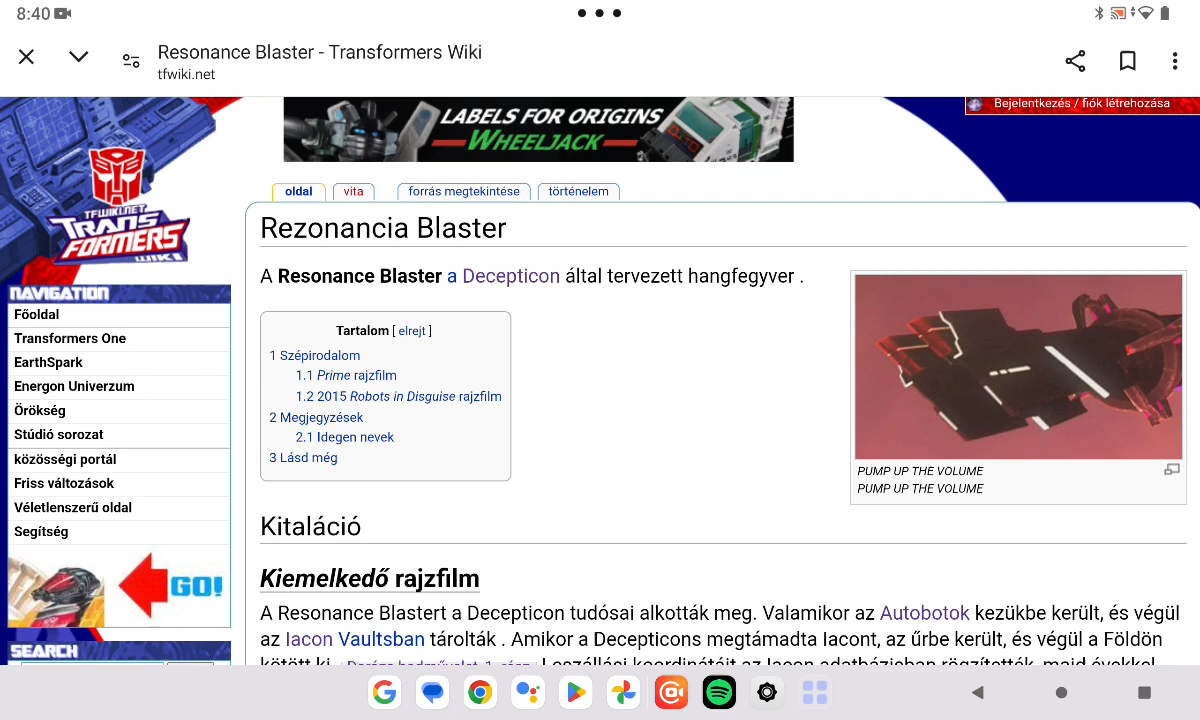 8:40
Resonance Blaster - Transformers Wiki
tfwiki.net
LABELS FOR ORIGINS
WHEELJACK
Bejelentkezés / fiók létrehozása
TFWIKI.NET
TRANSFORMERS
WIKI
oldal vita forrás megtekintése történelem
Rezonancia Blaster
A Resonance Blaster a Decepticon által tervezett hangfegyver .
Tartalom [ elrejt ]
1 Szépirodalom
1.1 Prime rajzfilm
1.2 2015 Robots in Disguise rajzfilm
2 Megjegyzések
2.1 Idegen nevek
3 Lásd még
PUMP UP THE VOLUME
PUMP UP THE VOLUME
NAVIGATION
Főoldal
Transformers One
EarthSpark
Energon Univerzum
Örökség
Stúdió sorozat
közösségi portál
Friss változások
Véletlenszerű oldal
Segítség
GO!
SEARCH
Kitaláció
Kiemelkedő rajzfilm
A Resonance Blastert a Decepticon tudósai alkották meg. Valamikor az Autobotok kezükbe került, és végül
az Iacon Vaultsban tárolták . Amikor a Decepticons megtámadta Iacont, az űrbe került, és végül a Földön